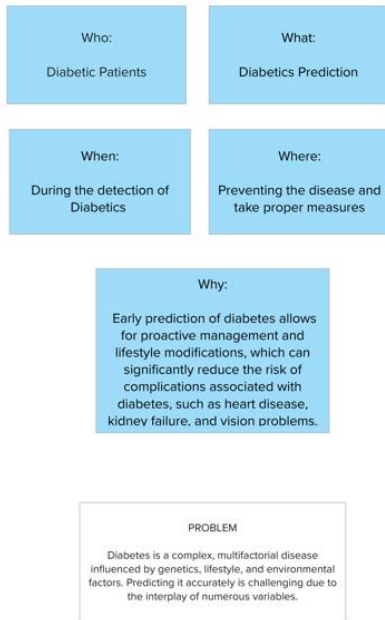 Who:
What:
Diabetic Patients
Diabetics Prediction
When:
During the detection of
Diabetics
Where:
Preventing the disease and
take proper measures
Why:
Early prediction of diabetes allows
for proactive management and
lifestyle modifications, which can
significantly reduce the risk of
complications associated with
diabetes, such as heart disease,
kidney failure, and vision problems.
PROBLEM
Diabetes is a complex, multifactorial disease
influenced by genetics, lifestyle, and environmental
factors. Predicting it accurately is challenging due to
the interplay of numerous variables.